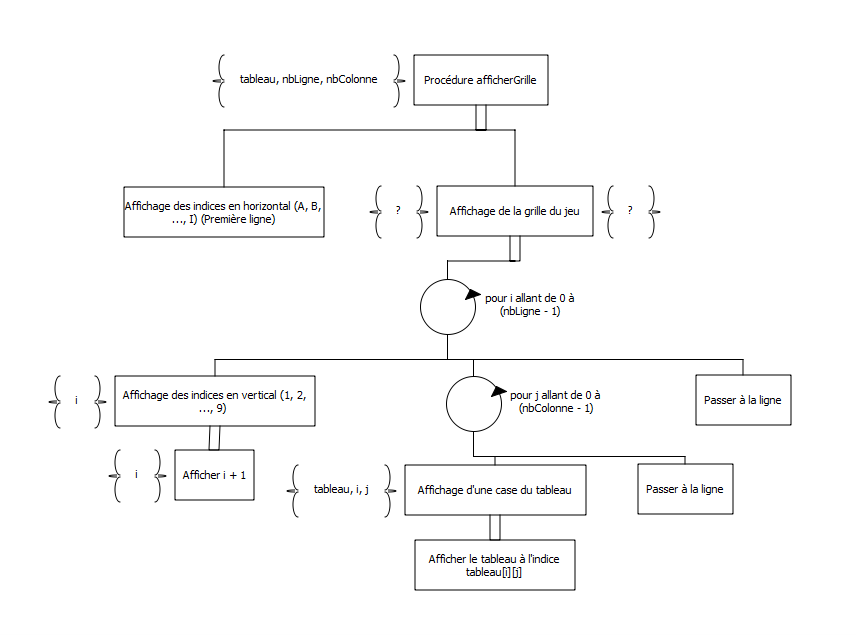 tableau, nbLigne, nbColonne
Procédure afficherGrille
Affichage des indices en horizontal (A, B,
..., I) (Première ligne)
?
Affichage de la grille du jeu
?
pour i allant de 0 à
(nbLigne - 1)
i
Affichage des indices en vertical (1, 2,
..., 9)
pour j allant de 0 à
(nbColonne - 1)
Passer à la ligne
i
Afficher i + 1
tableau, i, j
Affichage d'une case du tableau
Passer à la ligne
Afficher le tableau à l'indice
tableau[i][j]